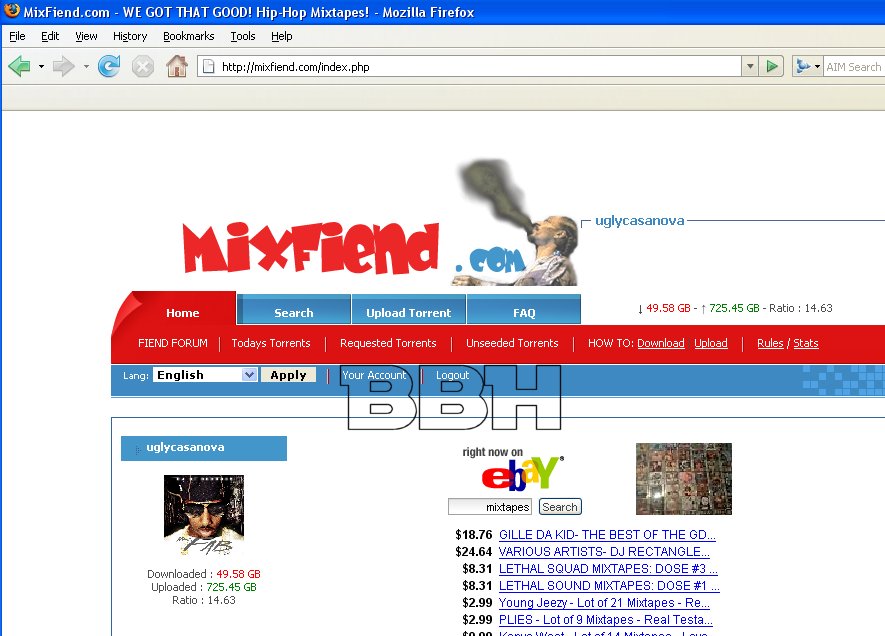 MixFiend.com - WE GOT THAT GOOD! Hip-Hop Mixtapes! - Mozilla Firefox
File Edit View History Bookmarks Tools Help
http://mixfiend.com/index.php
AIM Search
MixFiend
.com
uglycasanova
Home Search Upload Torrent FAQ
↓ 49.58 GB - ↑ 725.45 GB - Ratio : 14.63
FIEND FORUM Todays Torrents Requested Torrents Unseeded Torrents HOW TO: Download Upload Rules / Stats
Lang: English Apply Your Account Logout
BBH
uglycasanova
right now on
ebaY®
mixtapes Search
FAB
Downloaded : 49.58 GB
Uploaded : 725.45 GB
Ratio : 14.63
$18.76 GILLE DA KID- THE BEST OF THE GD...
$24.64 VARIOUS ARTISTS- DJ RECTANGLE...
$8.31 LETHAL SQUAD MIXTAPES: DOSE #3 ...
$8.31 LETHAL SOUND MIXTAPES: DOSE #1 ...
$2.99 Young Jeezy - Lot of 21 Mixtapes - Re...
$2.99 PLIES - Lot of 9 Mixtapes - Real Testa...